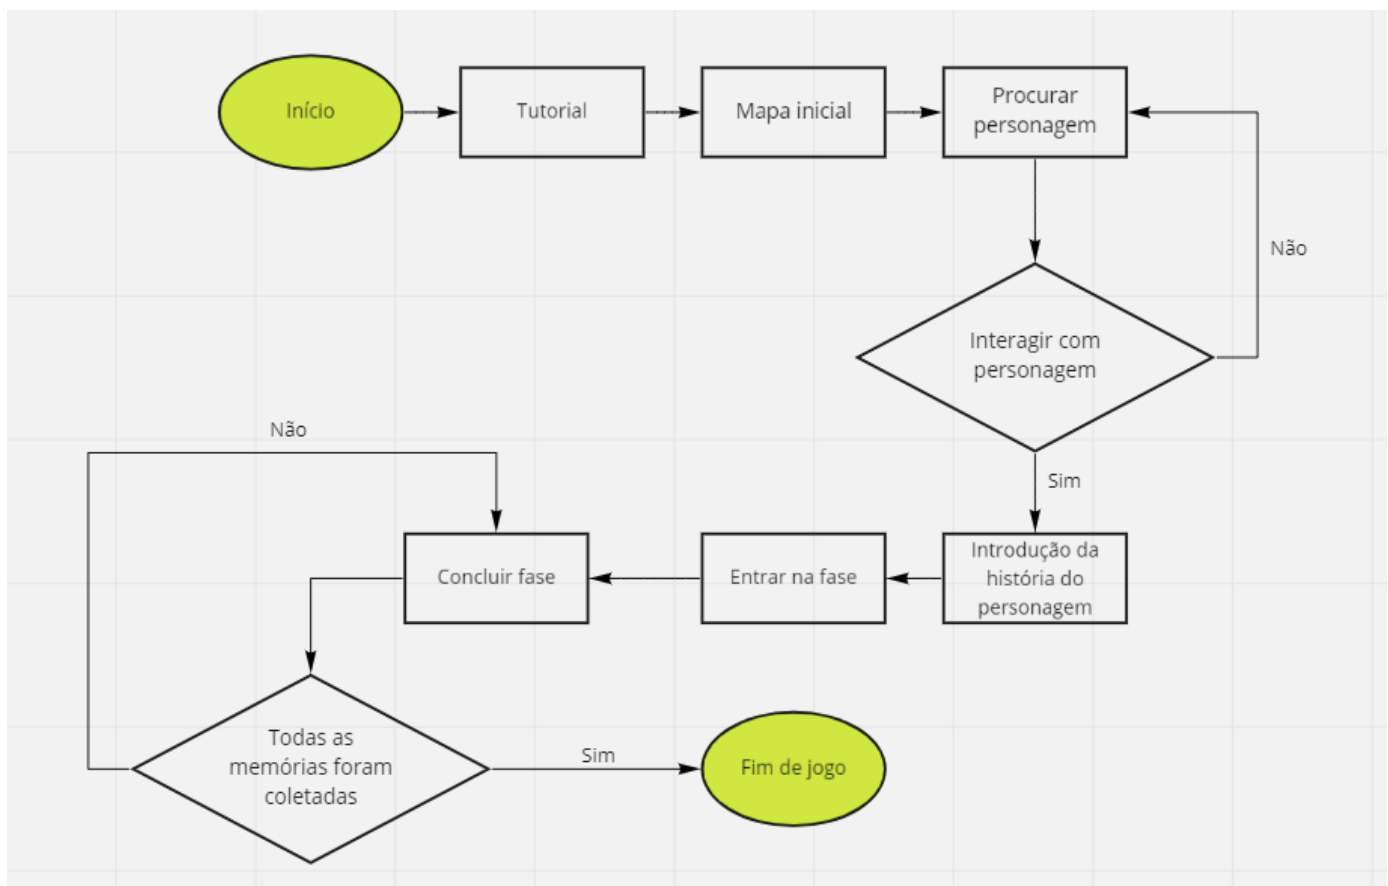 Início
Tutorial
Mapa inicial
Procurar
personagem
Não
Interagir com
personagem
Sim
Introdução da
história do
personagem
Entrar na fase
Concluir fase
Não
Todas as
memórias foram
coletadas
Sim
Fim de jogo